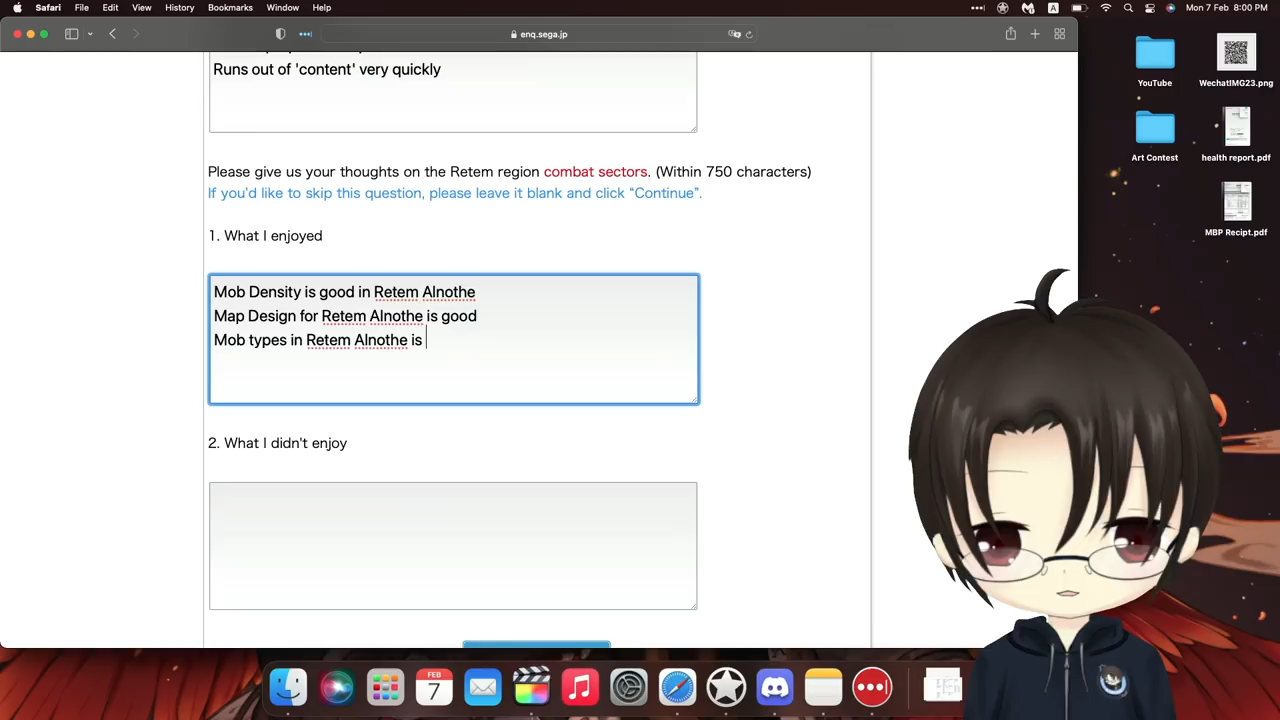 Safari File Edit View History Bookmarks Window Help
A
Mon 7 Feb 8:00 PM
enq.sega.jp
Runs out of 'content' very quickly
Please give us your thoughts on the Retem region combat sectors. (Within 750 characters)
If you'd like to skip this question, please leave it blank and click “Continue”.
1. What I enjoyed
Mob Density is good in Retem Alnothe
Map Design for Retem Alnothe is good
Mob types in Retem Alnothe is
2. What I didn't enjoy
YouTube
WechatIMG23.png
Art Contest
health report.pdf
MBP Recipt.pdf
FEB
7